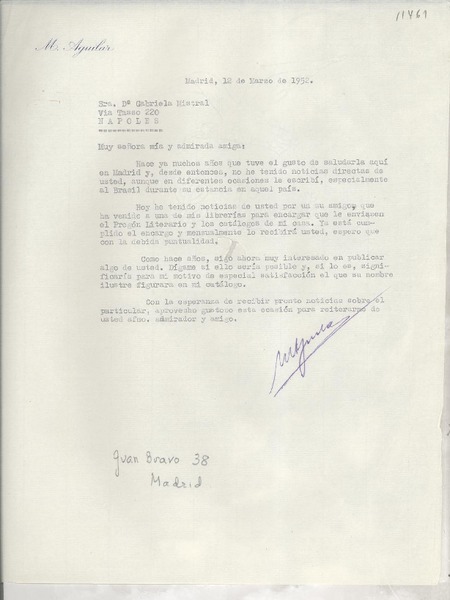 11461
M. Aguilar
Madrid, 12 de Marzo de 1952.
Sra. Dª Gabriela Mistral
Via Tasso 220
NAPOLES
Muy señora mía y admirada amiga:
Hace ya muchos años que tuve el gusto de saludarla aquí
en Madrid y, desde entonces, no he tenido noticias directas de
usted, aunque en diferentes ocasiones la escribí, especialmente
al Brasil durante su estancia en aquel país.
Hoy he tenido noticias de usted por un su amigo, que
ha venido a una de mis librerías para encargar que le enviasen
el Pregón Literario y los catálogos de mi casa. Ya está cum-
plido el encargo y mensualmente lo recibirá usted, espero que
con la debida puntualidad.
Como hace años, sigo ahora muy interesado en publicar
algo de usted. Dígame si ello sería posible y, si lo es, sig-
nificaría para mi motivo de especial satisfacción el que su nombre
ilustre figurara en mi catálogo.
Con la esperanza de recibir pronto noticias sobre el
particular, aprovecho gustoso esta ocasión para reiterarme de
usted afmo. admirador y amigo.
MAguilar
Juan Bravo 38
Madrid